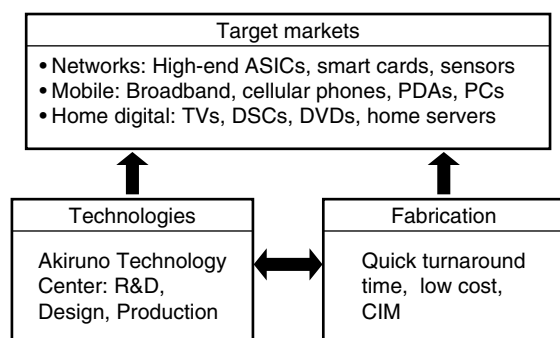 Target markets
• Networks: High-end ASICs, smart cards, sensors
• Mobile: Broadband, cellular phones, PDAs, PCs
• Home digital: TVs, DSCs, DVDs, home servers
Technologies
Akiruno Technology
Center: R&D,
Design, Production
Fabrication
Quick turnaround
time, low cost,
CIM